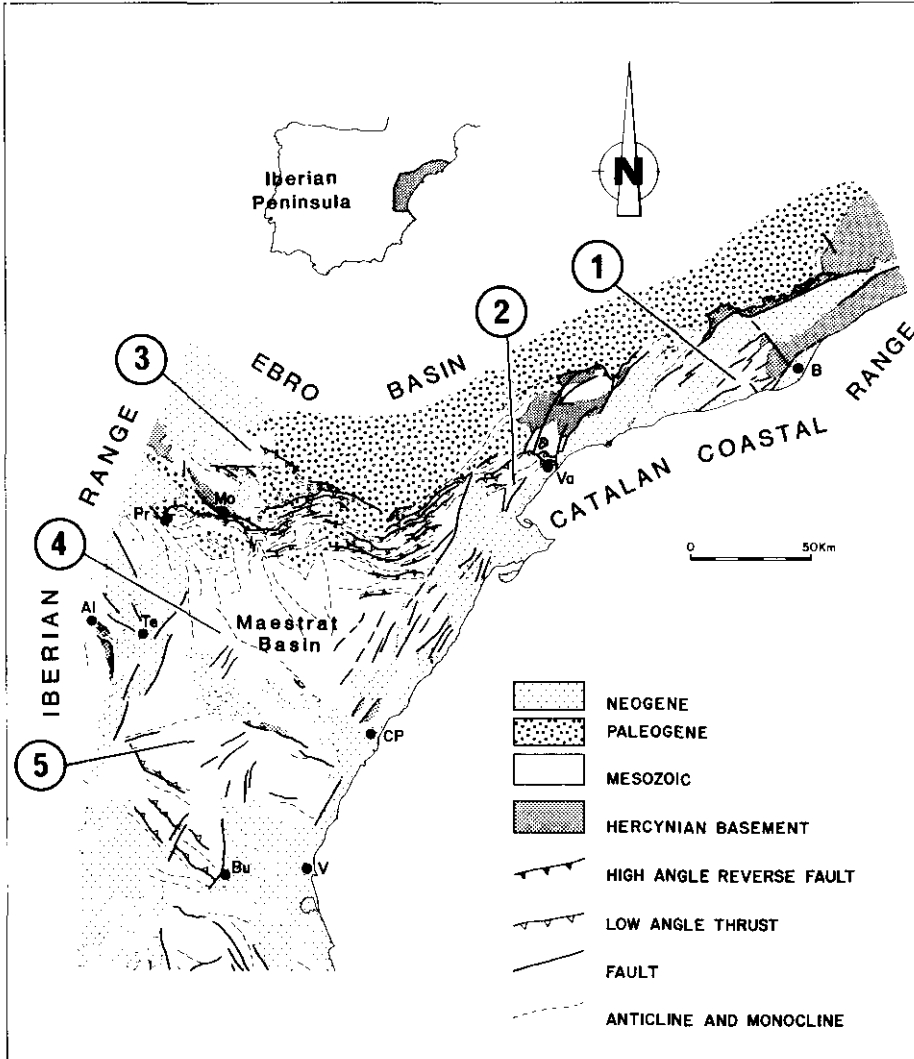 Iberian
Peninsula
N
1
2
3
EBRO BASIN
B
RANGE
Mo
Va
CATALAN COASTAL RANGE
Pr
4
0 50Km
Al
Te
Maestrat
Basin
IBERIAN
CP
5
Bu
V
NEOGENE
PALEOGENE
MESOZOIC
HERCYNIAN BASEMENT
HIGH ANGLE REVERSE FAULT
LOW ANGLE THRUST
FAULT
ANTICLINE AND MONOCLINE